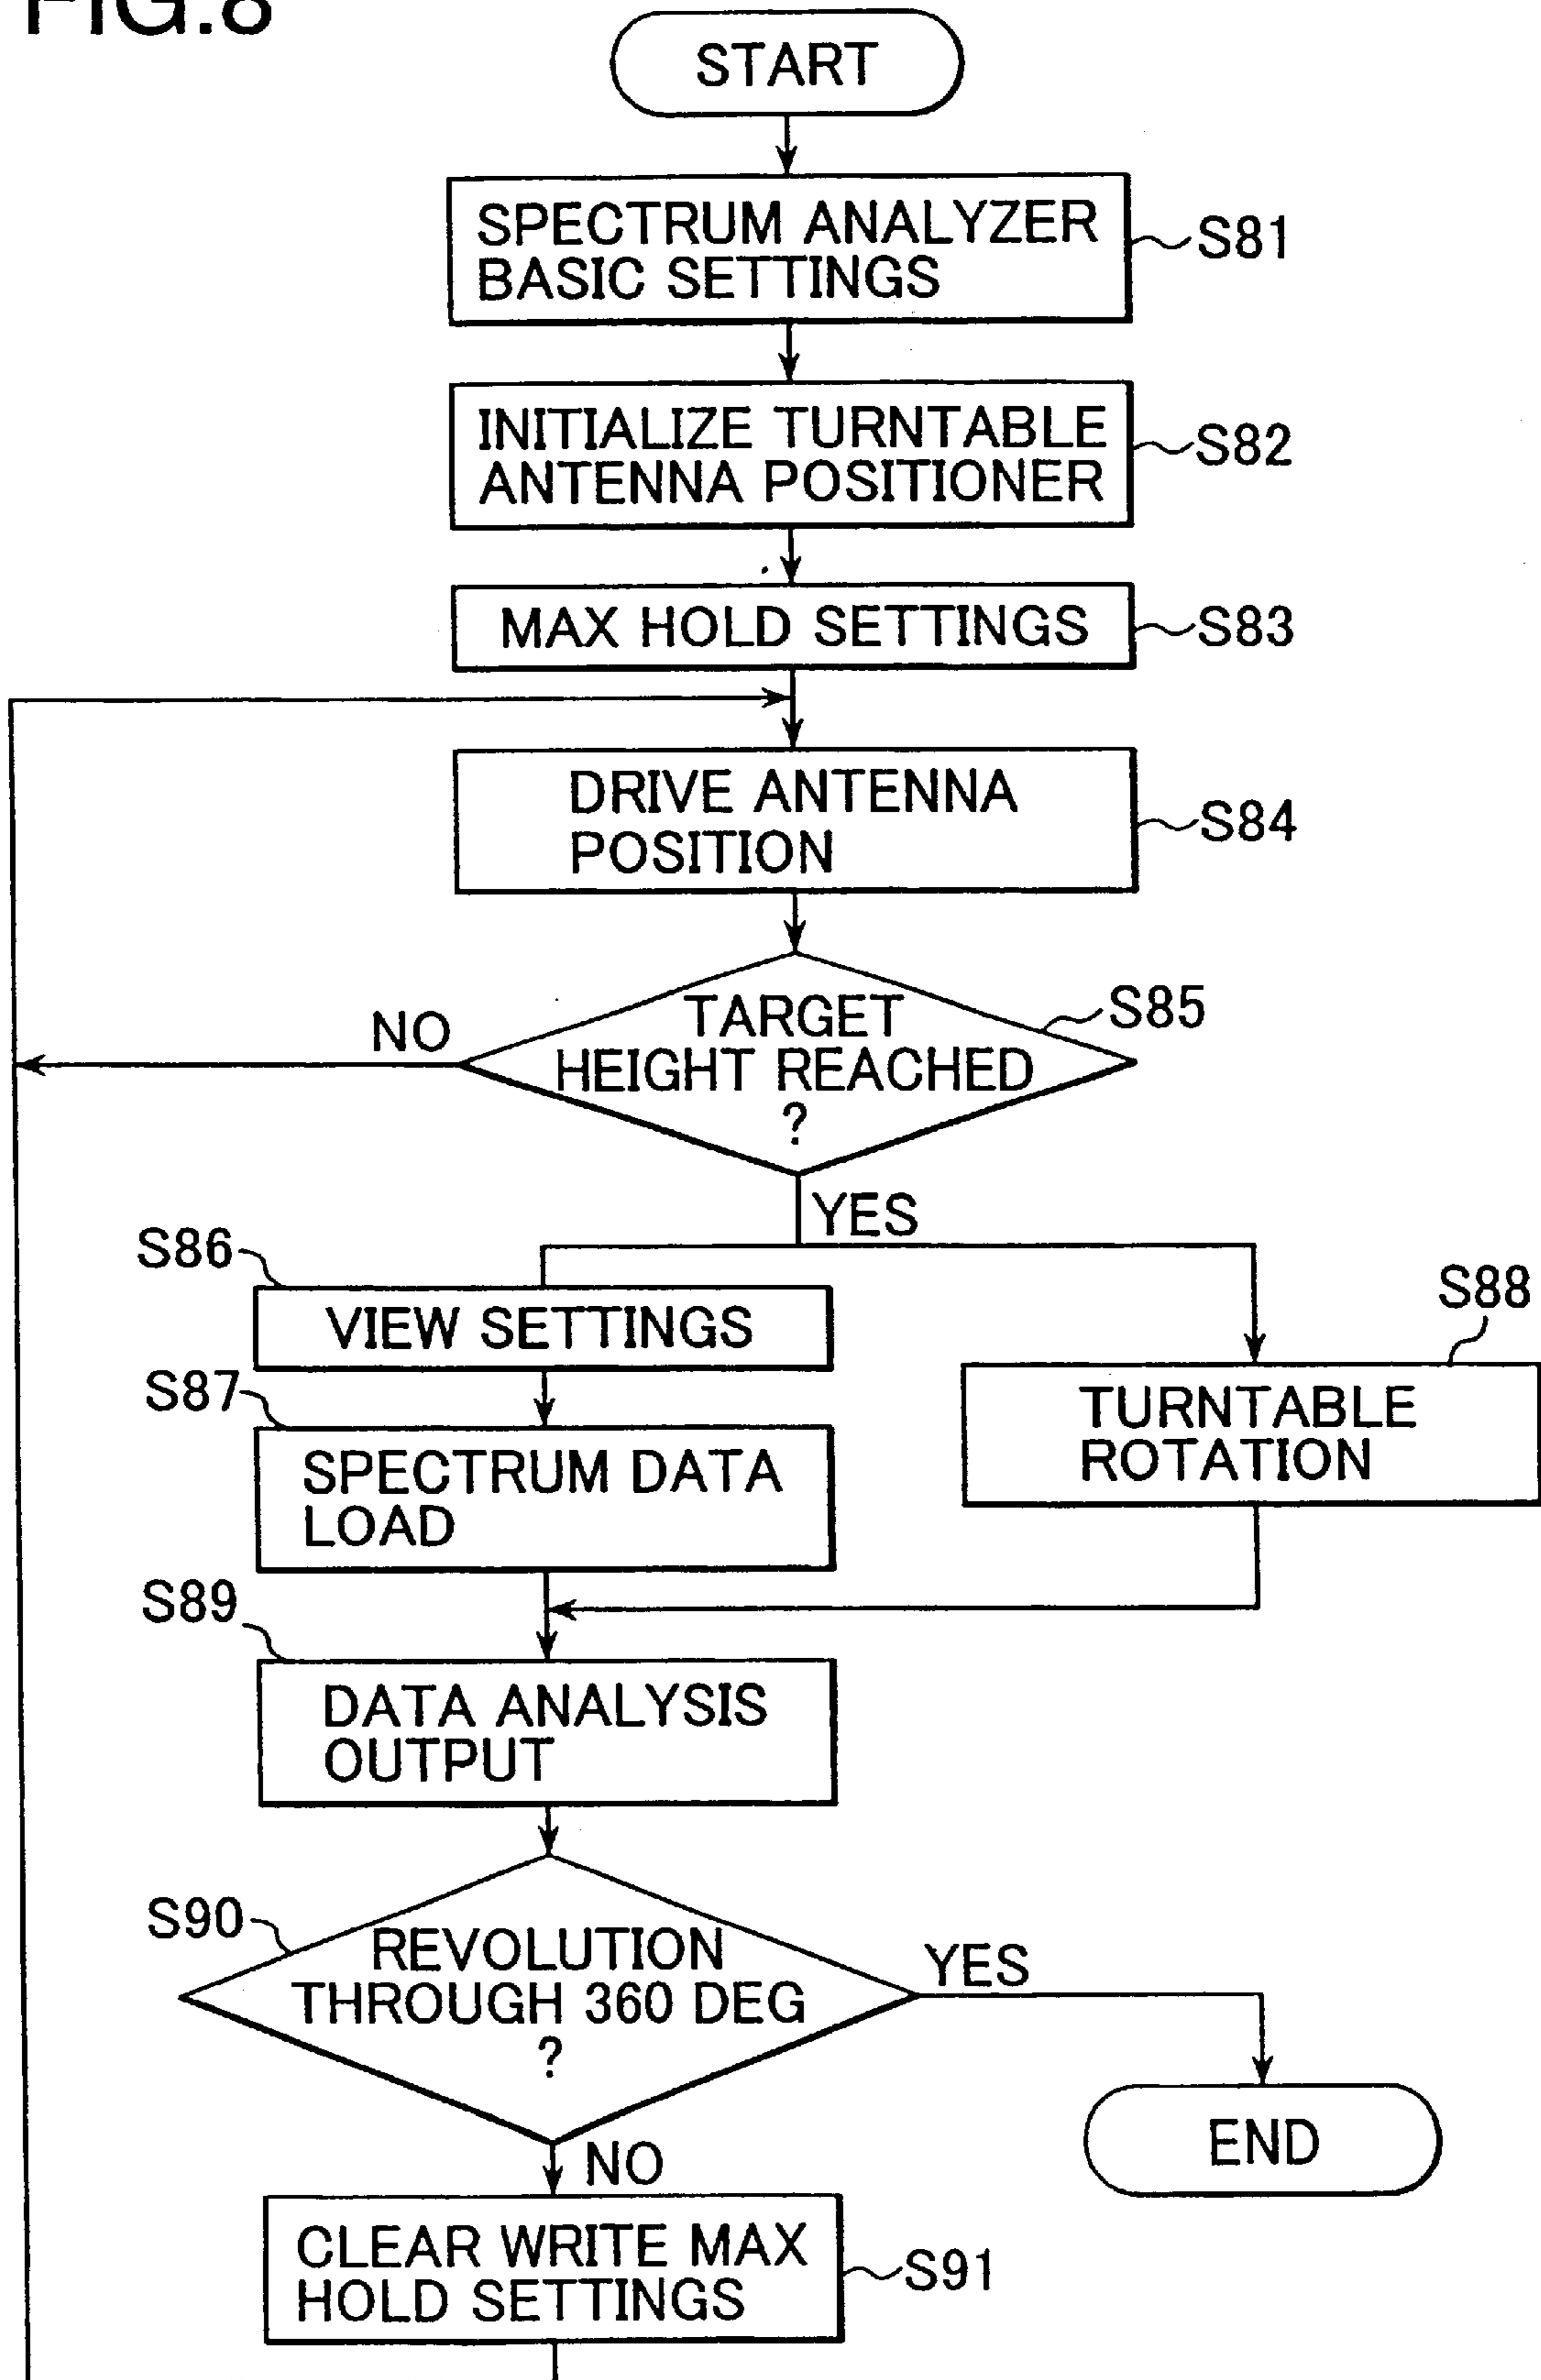 FIG.8
START
SPECTRUM ANALYZER
BASIC SETTINGS
S81
INITIALIZE TURNTABLE
ANTENNA POSITIONER
S82
MAX HOLD SETTINGS
S83
DRIVE ANTENNA
POSITION
S84
TARGET
HEIGHT REACHED
?
S85
NO
YES
S86
VIEW SETTINGS
S87
SPECTRUM DATA
LOAD
S88
TURNTABLE
ROTATION
S89
DATA ANALYSIS
OUTPUT
S90
REVOLUTION
THROUGH 360 DEG
?
YES
END
NO
CLEAR WRITE MAX
HOLD SETTINGS
S91